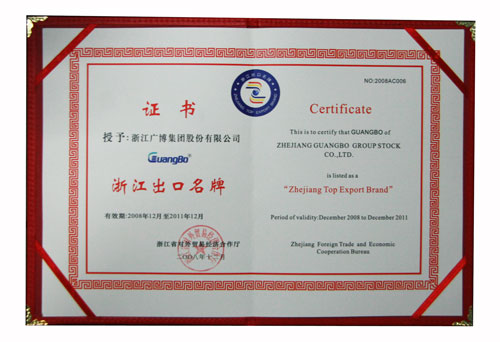 证书
授予:浙江广博集团股份有限公司
GuangBo®
浙江出口名牌
有效期:2008年12月至2011年12月
浙江省对外贸易经济合作厅
二〇〇八年十二月
NO:2008AC006
Certificate
This is to certify that GUANGBO of
ZHEJIANG GUANGBO GROUP STOCK
CO.,LTD.
is listed as a
"Zhejiang Top Export Brand"
Period of validity:December 2008 to December 2011
Zhejiang Foreign Trade and Economic
Cooperation Bureau